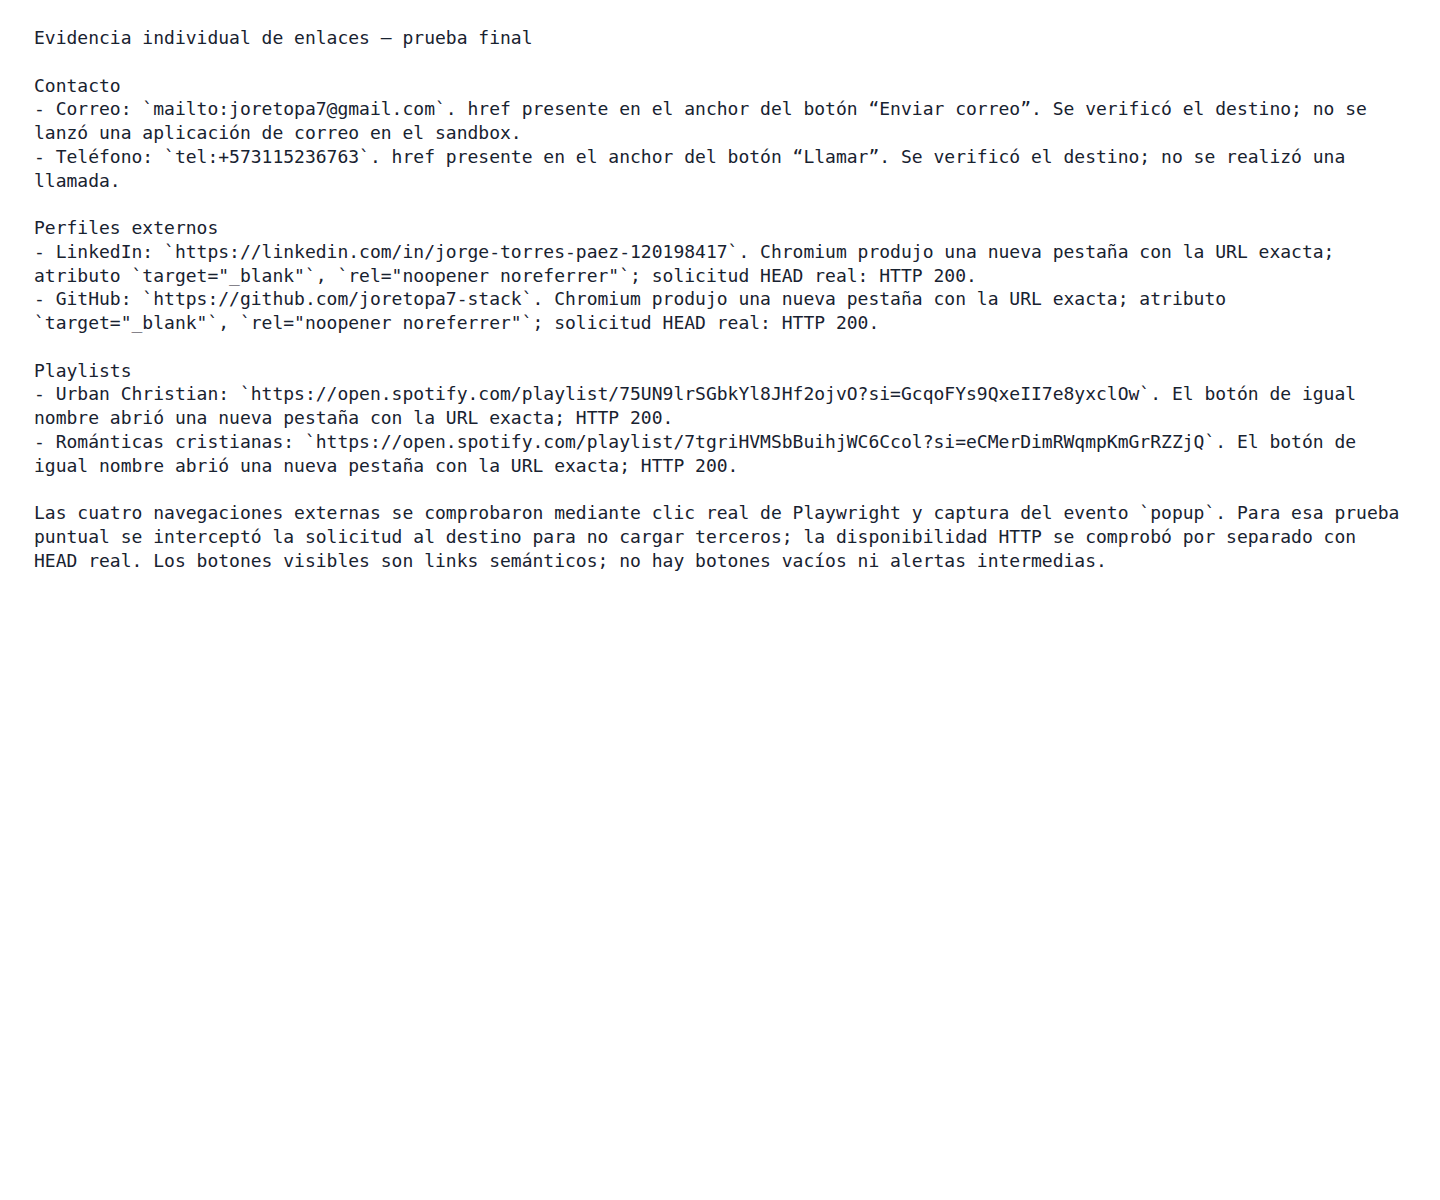 Evidencia individual de enlaces — prueba final
Contacto
- Correo: `mailto:joretopa7@gmail.com`. href presente en el anchor del botón “Enviar correo”. Se verificó el destino; no se
lanzó una aplicación de correo en el sandbox.
- Teléfono: `tel:+573115236763`. href presente en el anchor del botón “Llamar”. Se verificó el destino; no se realizó una
llamada.
Perfiles externos
- LinkedIn: `https://linkedin.com/in/jorge-torres-paez-120198417`. Chromium produjo una nueva pestaña con la URL exacta;
atributo `target="_blank"`, `rel="noopener noreferrer"`; solicitud HEAD real: HTTP 200.
- GitHub: `https://github.com/joretopa7-stack`. Chromium produjo una nueva pestaña con la URL exacta; atributo
`target="_blank"`, `rel="noopener noreferrer"`; solicitud HEAD real: HTTP 200.
Playlists
- Urban Christian: `https://open.spotify.com/playlist/75UN9lrSGbkYl8JHf2ojvO?si=GcqoFYs9QxeII7e8yxclOw`. El botón de igual
nombre abrió una nueva pestaña con la URL exacta; HTTP 200.
- Románticas cristianas: `https://open.spotify.com/playlist/7tgriHVMSbBuihjWC6Ccol?si=eCMerDimRWqmpKmGrRZZjQ`. El botón de
igual nombre abrió una nueva pestaña con la URL exacta; HTTP 200.
Las cuatro navegaciones externas se comprobaron mediante clic real de Playwright y captura del evento `popup`. Para esa prueba
puntual se interceptó la solicitud al destino para no cargar terceros; la disponibilidad HTTP se comprobó por separado con
HEAD real. Los botones visibles son links semánticos; no hay botones vacíos ni alertas intermedias.